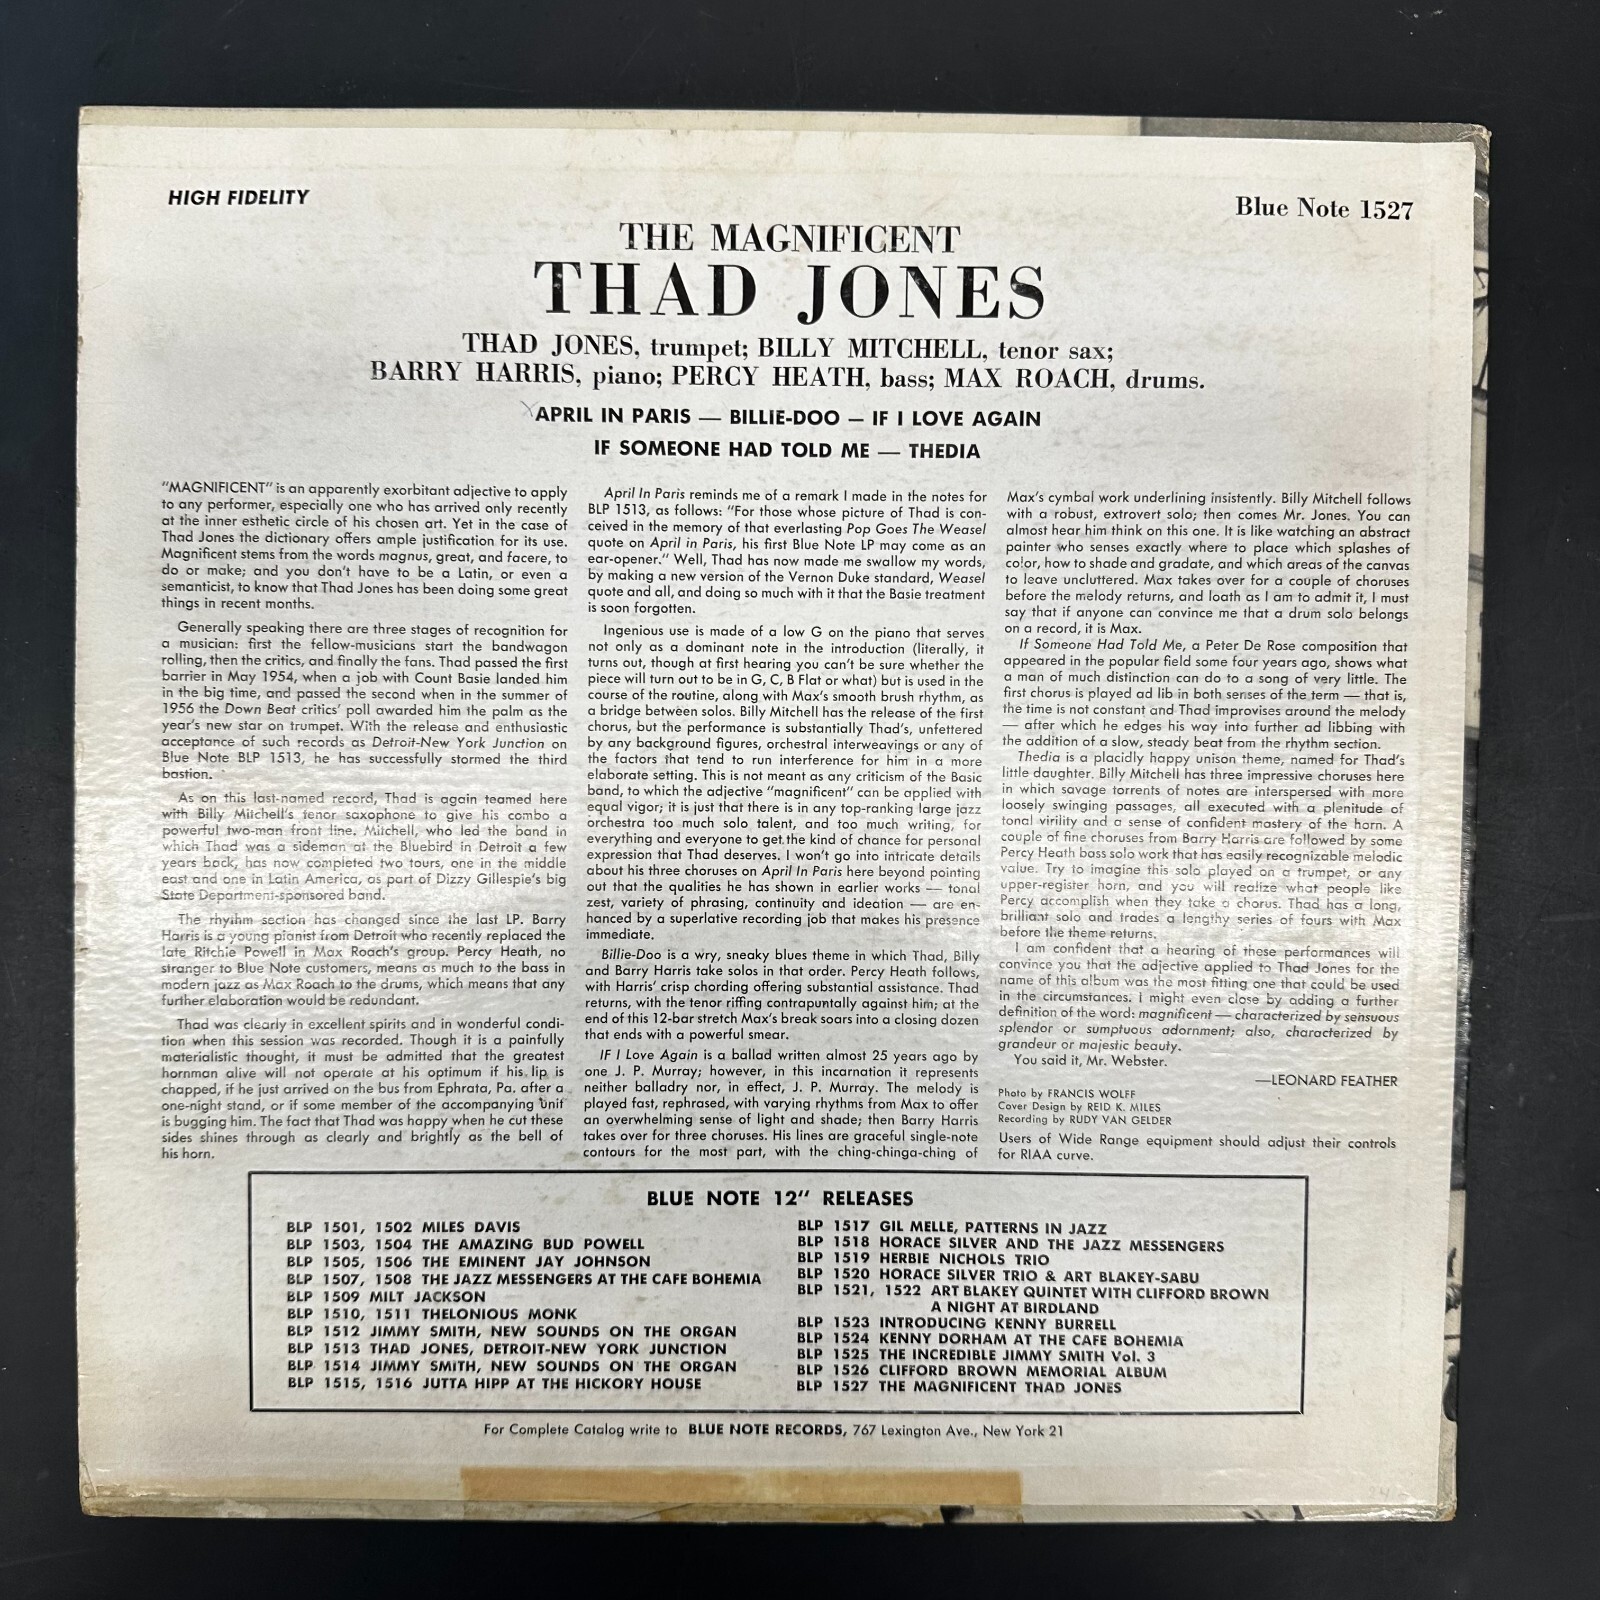 HIGH FIDELITY
Blue Note 1527
THE MAGNIFICENT
THAD JONES
THAD JONES, trumpet; BILLY MITCHELL, tenor sax;
BARRY HARRIS, piano; PERCY HEATH, bass; MAX ROACH, drums.
APRIL IN PARIS — BILLIE-DOO — IF I LOVE AGAIN
IF SOMEONE HAD TOLD ME — THEDIA
"MAGNIFICENT" is an apparently exorbitant adjective to apply
to any performer, especially one who has arrived only recently
at the inner esthetic circle of his chosen art. Yet in the case of
Thad Jones the dictionary offers ample justification for its use.
Magnificent stems from the words magnus, great, and facere, to
do or make; and you don't have to be a Latin, or even a
semanticist, to know that Thad Jones has been doing some great
things in recent months.
Generally speaking there are three stages of recognition for
a musician: first the fellow-musicians start the bandwagon
rolling, then the critics, and finally the fans. Thad passed the first
barrier in May 1954, when a job with Count Basie landed him
in the big time, and passed the second when in the summer of
1956 the Down Beat critics' poll awarded him the palm as the
year's new star on trumpet. With the release and enthusiastic
acceptance of such records as Detroit-New York Junction on
Blue Note BLP 1513, he has successfully stormed the third
bastion.
As on this last-named record, Thad is again teamed here
with Billy Mitchell's tenor saxophone to give his combo a
powerful two-man front line. Mitchell, who led the band in
which Thad was a sideman at the Bluebird in Detroit a few
years back, has now completed two tours, one in the middle
east and one in Latin America, as part of Dizzy Gillespie's big
State Department-sponsored band.
The rhythm section has changed since the last LP. Barry
Harris is a young pianist from Detroit who recently replaced the
late Ritchie Powell in Max Roach's group. Percy Heath, no
stranger to Blue Note customers, means as much to the bass in
modern jazz as Max Roach to the drums, which means that any
further elaboration would be redundant.
Thad was clearly in excellent spirits and in wonderful condi-
tion when this session was recorded. Though it is a painfully
materialistic thought, it must be admitted that the greatest
hornman alive will not operate at his optimum if his lip is
chapped, if he just arrived on the bus from Ephrata, Pa. after a
one-night stand, or if some member of the accompanying unit
is bugging him. The fact that Thad was happy when he cut these
sides shines through as clearly and brightly as the bell of
his horn.
April In Paris reminds me of a remark I made in the notes for
BLP 1513, as follows: "For those whose picture of Thad is con-
ceived in the memory of that everlasting Pop Goes The Weasel
quote on April in Paris, his first Blue Note LP may come as an
ear-opener." Well, Thad has now made me swallow my words,
by making a new version of the Vernon Duke standard, Weasel
quote and all, and doing so much with it that the Basie treatment
is soon forgotten.
Ingenious use is made of a low G on the piano that serves
not only as a dominant note in the introduction (literally, it
turns out, though at first hearing you can't be sure whether the
piece will turn out to be in G, C, B Flat or what) but is used in the
course of the routine, along with Max's smooth brush rhythm, as
a bridge between solos. Billy Mitchell has the release of the first
chorus, but the performance is substantially Thad's, unfettered
by any background figures, orchestral interweavings or any of
the factors that tend to run interference for him in a more
elaborate setting. This is not meant as any criticism of the Basic
band, to which the adjective "magnificent" can be applied with
equal vigor; it is just that there is in any top-ranking large jazz
orchestra too much solo talent, and too much writing, for
everything and everyone to get the kind of chance for personal
expression that Thad deserves. I won't go into intricate details
about his three choruses on April In Paris here beyond pointing
out that the qualities he has shown in earlier works — tonal
zest, variety of phrasing, continuity and ideation — are en-
hanced by a superlative recording job that makes his presence
immediate.
Billie-Doo is a wry, sneaky blues theme in which Thad, Billy
and Barry Harris take solos in that order. Percy Heath follows,
with Harris' crisp chording offering substantial assistance. Thad
returns, with the tenor riffing contrapuntally against him; at the
end of this 12-bar stretch Max's break soars into a closing dozen
that ends with a powerful smear.
IF I Love Again is a ballad written almost 25 years ago by
one J. P. Murray; however, in this incarnation it represents
neither balladry nor, in effect, J. P. Murray. The melody is
played fast, rephrased, with varying rhythms from Max to offer
an overwhelming sense of light and shade; then Barry Harris
takes over for three choruses. His lines are graceful single-note
contours for the most part, with the ching-chinga-ching of
Max's cymbal work underlining insistently. Billy Mitchell follows
with a robust, extrovert solo; then comes Mr. Jones. You can
almost hear him think on this one. It is like watching an abstract
painter who senses exactly where to place which splashes of
color, how to shade and gradate, and which areas of the canvas
to leave uncluttered. Max takes over for a couple of choruses
before the melody returns, and loath as I am to admit it, I must
say that if anyone can convince me that a drum solo belongs
on a record, it is Max.
If Someone Had Told Me, a Peter De Rose composition that
appeared in the popular field some four years ago, shows what
a man of much distinction can do to a song of very little. The
first chorus is played ad lib in both senses of the term — that is,
the time is not constant and Thad improvises around the melody
— after which he edges his way into further ad libbing with
the addition of a slow, steady beat from the rhythm section.
Thedia is a placidly happy unison theme, named for Thad's
little daughter. Billy Mitchell has three impressive choruses here
in which savage torrents of notes are interspersed with more
loosely swinging passages, all executed with a plenitude of
tonal virility and a sense of confident mastery of the horn. A
couple of fine choruses from Barry Harris are followed by some
Percy Heath bass solo work that has easily recognizable melodic
value. Try to imagine this solo played on a trumpet, or any
upper-register horn, and you will realize what people like
Percy accomplish when they take a chorus. Thad has a long,
brilliant solo and trades a lengthy series of fours with Max
before the theme returns.
I am confident that a hearing of these performances will
convince you that the adjective applied to Thad Jones for the
name of this album was the most fitting one that could be used
in the circumstances. I might even close by adding a further
definition of the word: magnificent — characterized by sensuous
splendor or sumptuous adornment; also, characterized by
grandeur or majestic beauty.
You said it, Mr. Webster.
—LEONARD FEATHER
Photo by FRANCIS WOLFF
Cover Design by REID K. MILES
Recording by RUDY VAN GELDER
Users of Wide Range equipment should adjust their controls
for RIAA curve.
BLUE NOTE 12" RELEASES
BLP 1501, 1502 MILES DAVIS
BLP 1503, 1504 THE AMAZING BUD POWELL
BLP 1505, 1506 THE EMINENT JAY JOHNSON
BLP 1507, 1508 THE JAZZ MESSENGERS AT THE CAFE BOHEMIA
BLP 1509 MILT JACKSON
BLP 1510, 1511 THELONIOUS MONK
BLP 1512 JIMMY SMITH, NEW SOUNDS ON THE ORGAN
BLP 1513 THAD JONES, DETROIT-NEW YORK JUNCTION
BLP 1514 JIMMY SMITH, NEW SOUNDS ON THE ORGAN
BLP 1515, 1516 JUTTA HIPP AT THE HICKORY HOUSE
BLP 1517 GIL MELLE, PATTERNS IN JAZZ
BLP 1518 HORACE SILVER AND THE JAZZ MESSENGERS
BLP 1519 HERBIE NICHOLS TRIO
BLP 1520 HORACE SILVER TRIO & ART BLAKEY-SABU
BLP 1521, 1522 ART BLAKEY QUINTET WITH CLIFFORD BROWN
A NIGHT AT BIRDLAND
BLP 1523 INTRODUCING KENNY BURRELL
BLP 1524 KENNY DORHAM AT THE CAFE BOHEMIA
BLP 1525 THE INCREDIBLE JIMMY SMITH Vol. 3
BLP 1526 CLIFFORD BROWN MEMORIAL ALBUM
BLP 1527 THE MAGNIFICENT THAD JONES
For Complete Catalog write to BLUE NOTE RECORDS, 767 Lexington Ave., New York 21